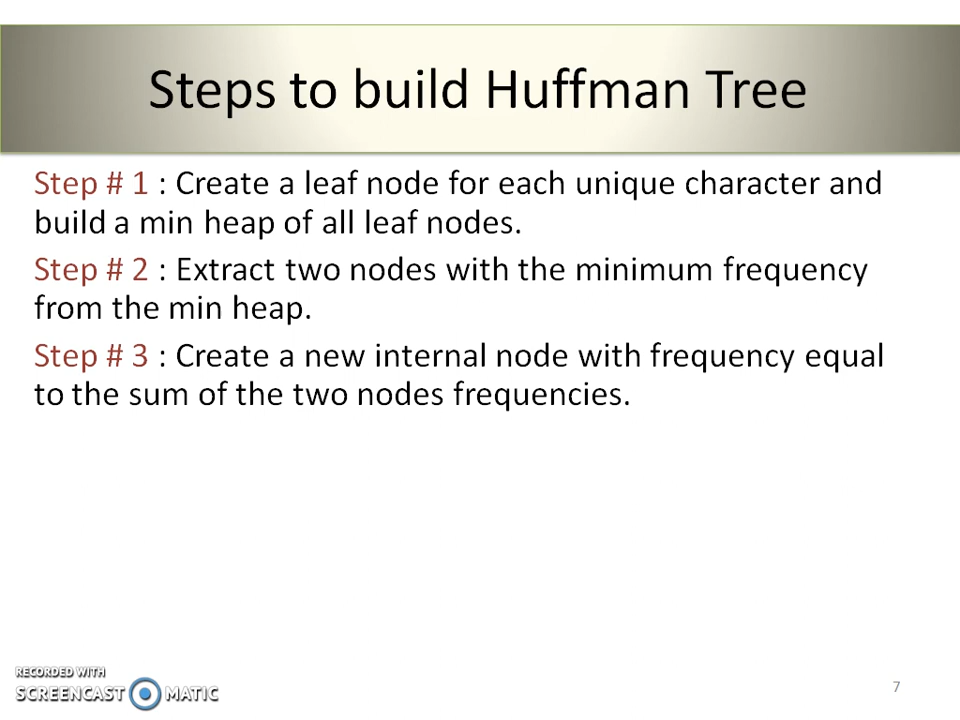 Steps to build Huffman Tree
Step # 1 : Create a leaf node for each unique character and
build a min heap of all leaf nodes.
Step # 2 : Extract two nodes with the minimum frequency
from the min heap.
Step # 3 : Create a new internal node with frequency equal
to the sum of the two nodes frequencies.
RECORDED WITH
SCREENCAST MATIC
7